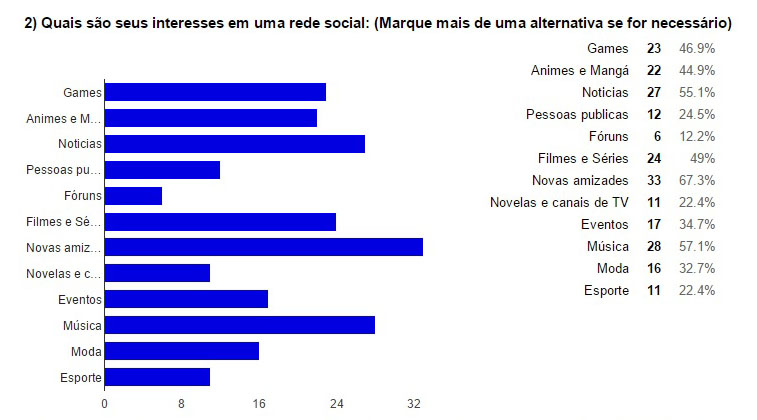 2) Quais são seus interesses em uma rede social: (Marque mais de uma alternativa se for necessário)
Games 23 46.9%
Animes e Mangá 22 44.9%
Noticias 27 55.1%
Pessoas publicas 12 24.5%
Fóruns 6 12.2%
Filmes e Séries 24 49%
Novas amizades 33 67.3%
Novelas e canais de TV 11 22.4%
Eventos 17 34.7%
Música 28 57.1%
Moda 16 32.7%
Esporte 11 22.4%
Games
Animes e M...
Noticias
Pessoas pu...
Fóruns
Filmes e Sé...
Novas amiz...
Novelas e c...
Eventos
Música
Moda
Esporte
0 8 16 24 32